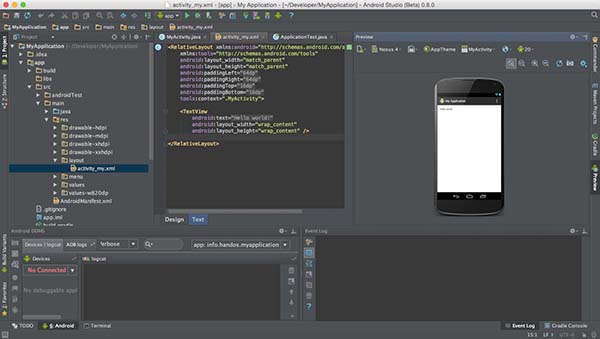 activity_my.xml - [app] - My Application - [~/Developer/MyApplication] - Android Studio (Beta) 0.8.0
app
MyApplication app src main res layout activity_my.xml
1: Project
Project
MyActivity.java activity_my.xml ApplicationTest.java
Preview
MyApplication (~/Developer/MyApplication)
.idea
app
build
libs
src
androidTest
main
java
res
drawable-hdpi
drawable-mdpi
drawable-xhdpi
drawable-xxhdpi
layout
activity_my.xml
menu
values
values-w820dp
AndroidManifest.xml
.gitignore
app.iml
build.gradle
<RelativeLayout xmlns:android="http://schemas.android.com/a
xmlns:tools="http://schemas.android.com/tools"
android:layout_width="match_parent"
android:layout_height="match_parent"
android:paddingLeft="64dp"
android:paddingRight="64dp"
android:paddingTop="16dp"
android:paddingBottom="16dp"
tools:context=".MyActivity">
<TextView
android:text="Hello world!"
android:layout_width="wrap_content"
android:layout_height="wrap_content" />
</RelativeLayout>
Design Text
Nexus 4 AppTheme MyActivity 20
My Application
Commander
Maven Projects
Gradle
Preview
7: Structure
Build Variants
2: Favorites
Android DDMS
Devices | logcat ADB logs Verbose app: info.handos.myapplication
Devices logcat
No Connected
No debuggable appl
Event Log
TODO 6: Android Terminal Event Log Gradle Console
15:1 LF